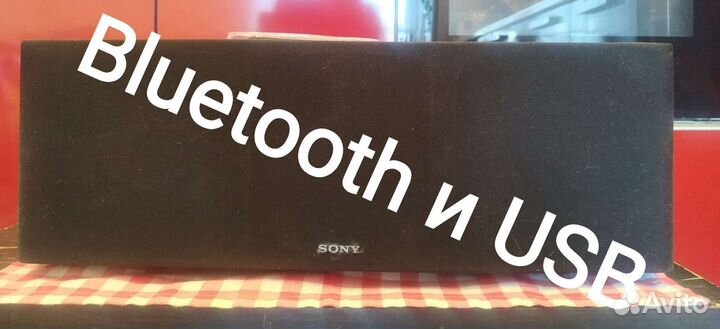 Bluetooth и USB
SONY
Avito